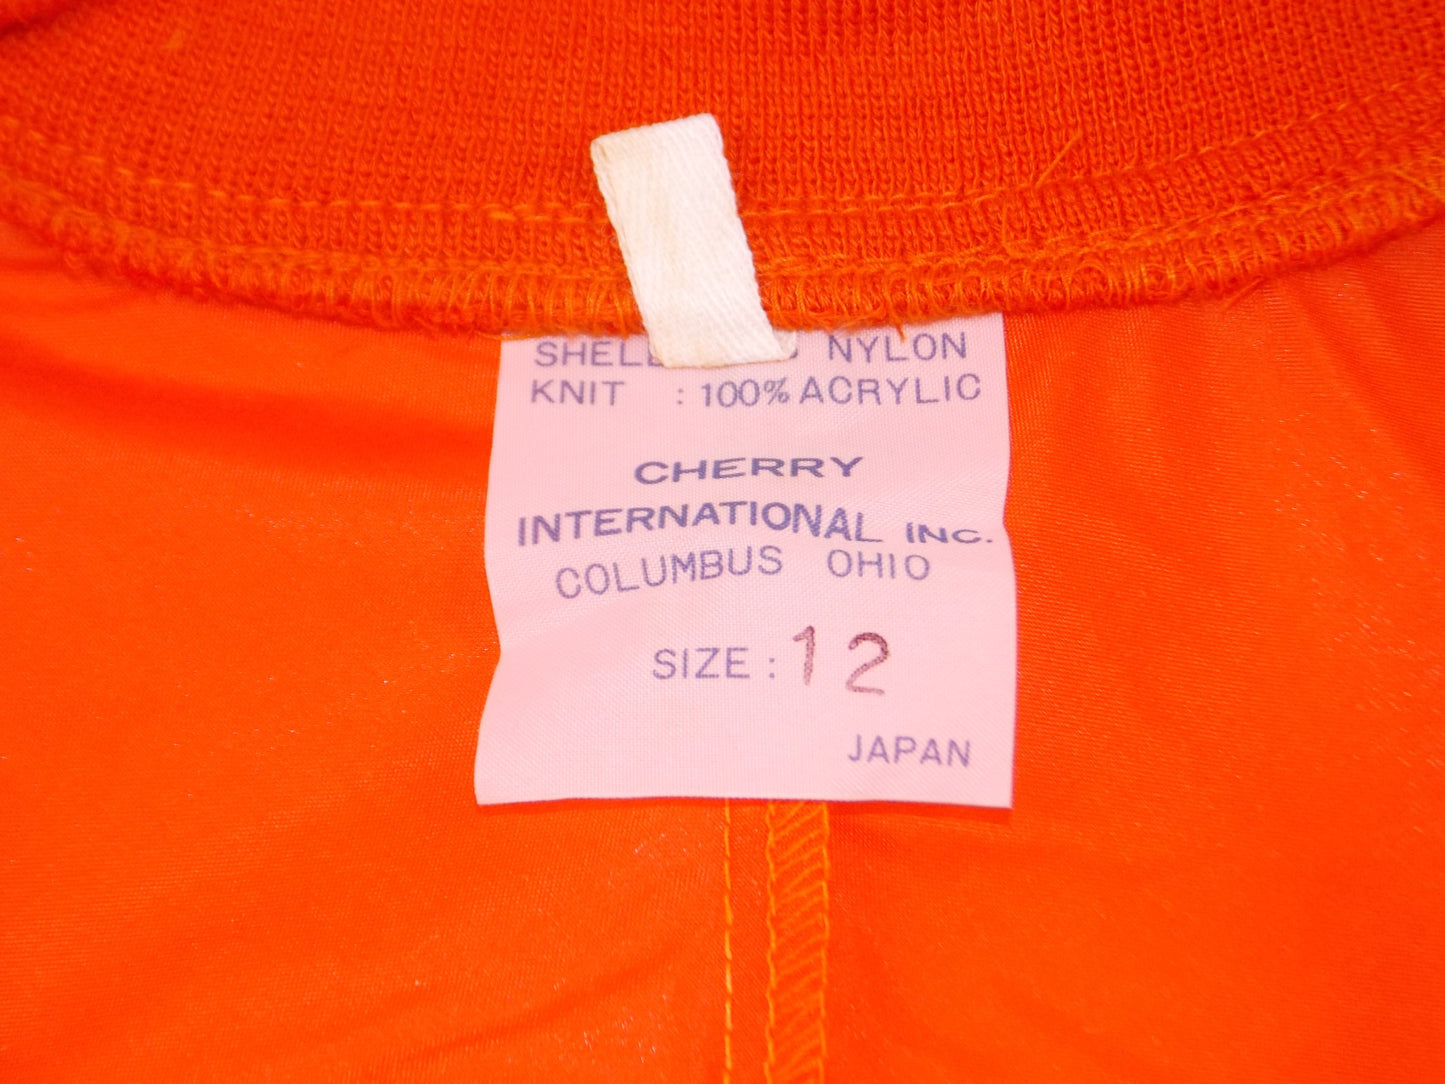 SHELL NYLON
KNIT : 100% ACRYLIC
CHERRY
INTERNATIONAL INC.
COLUMBUS OHIO
SIZE : 12
JAPAN